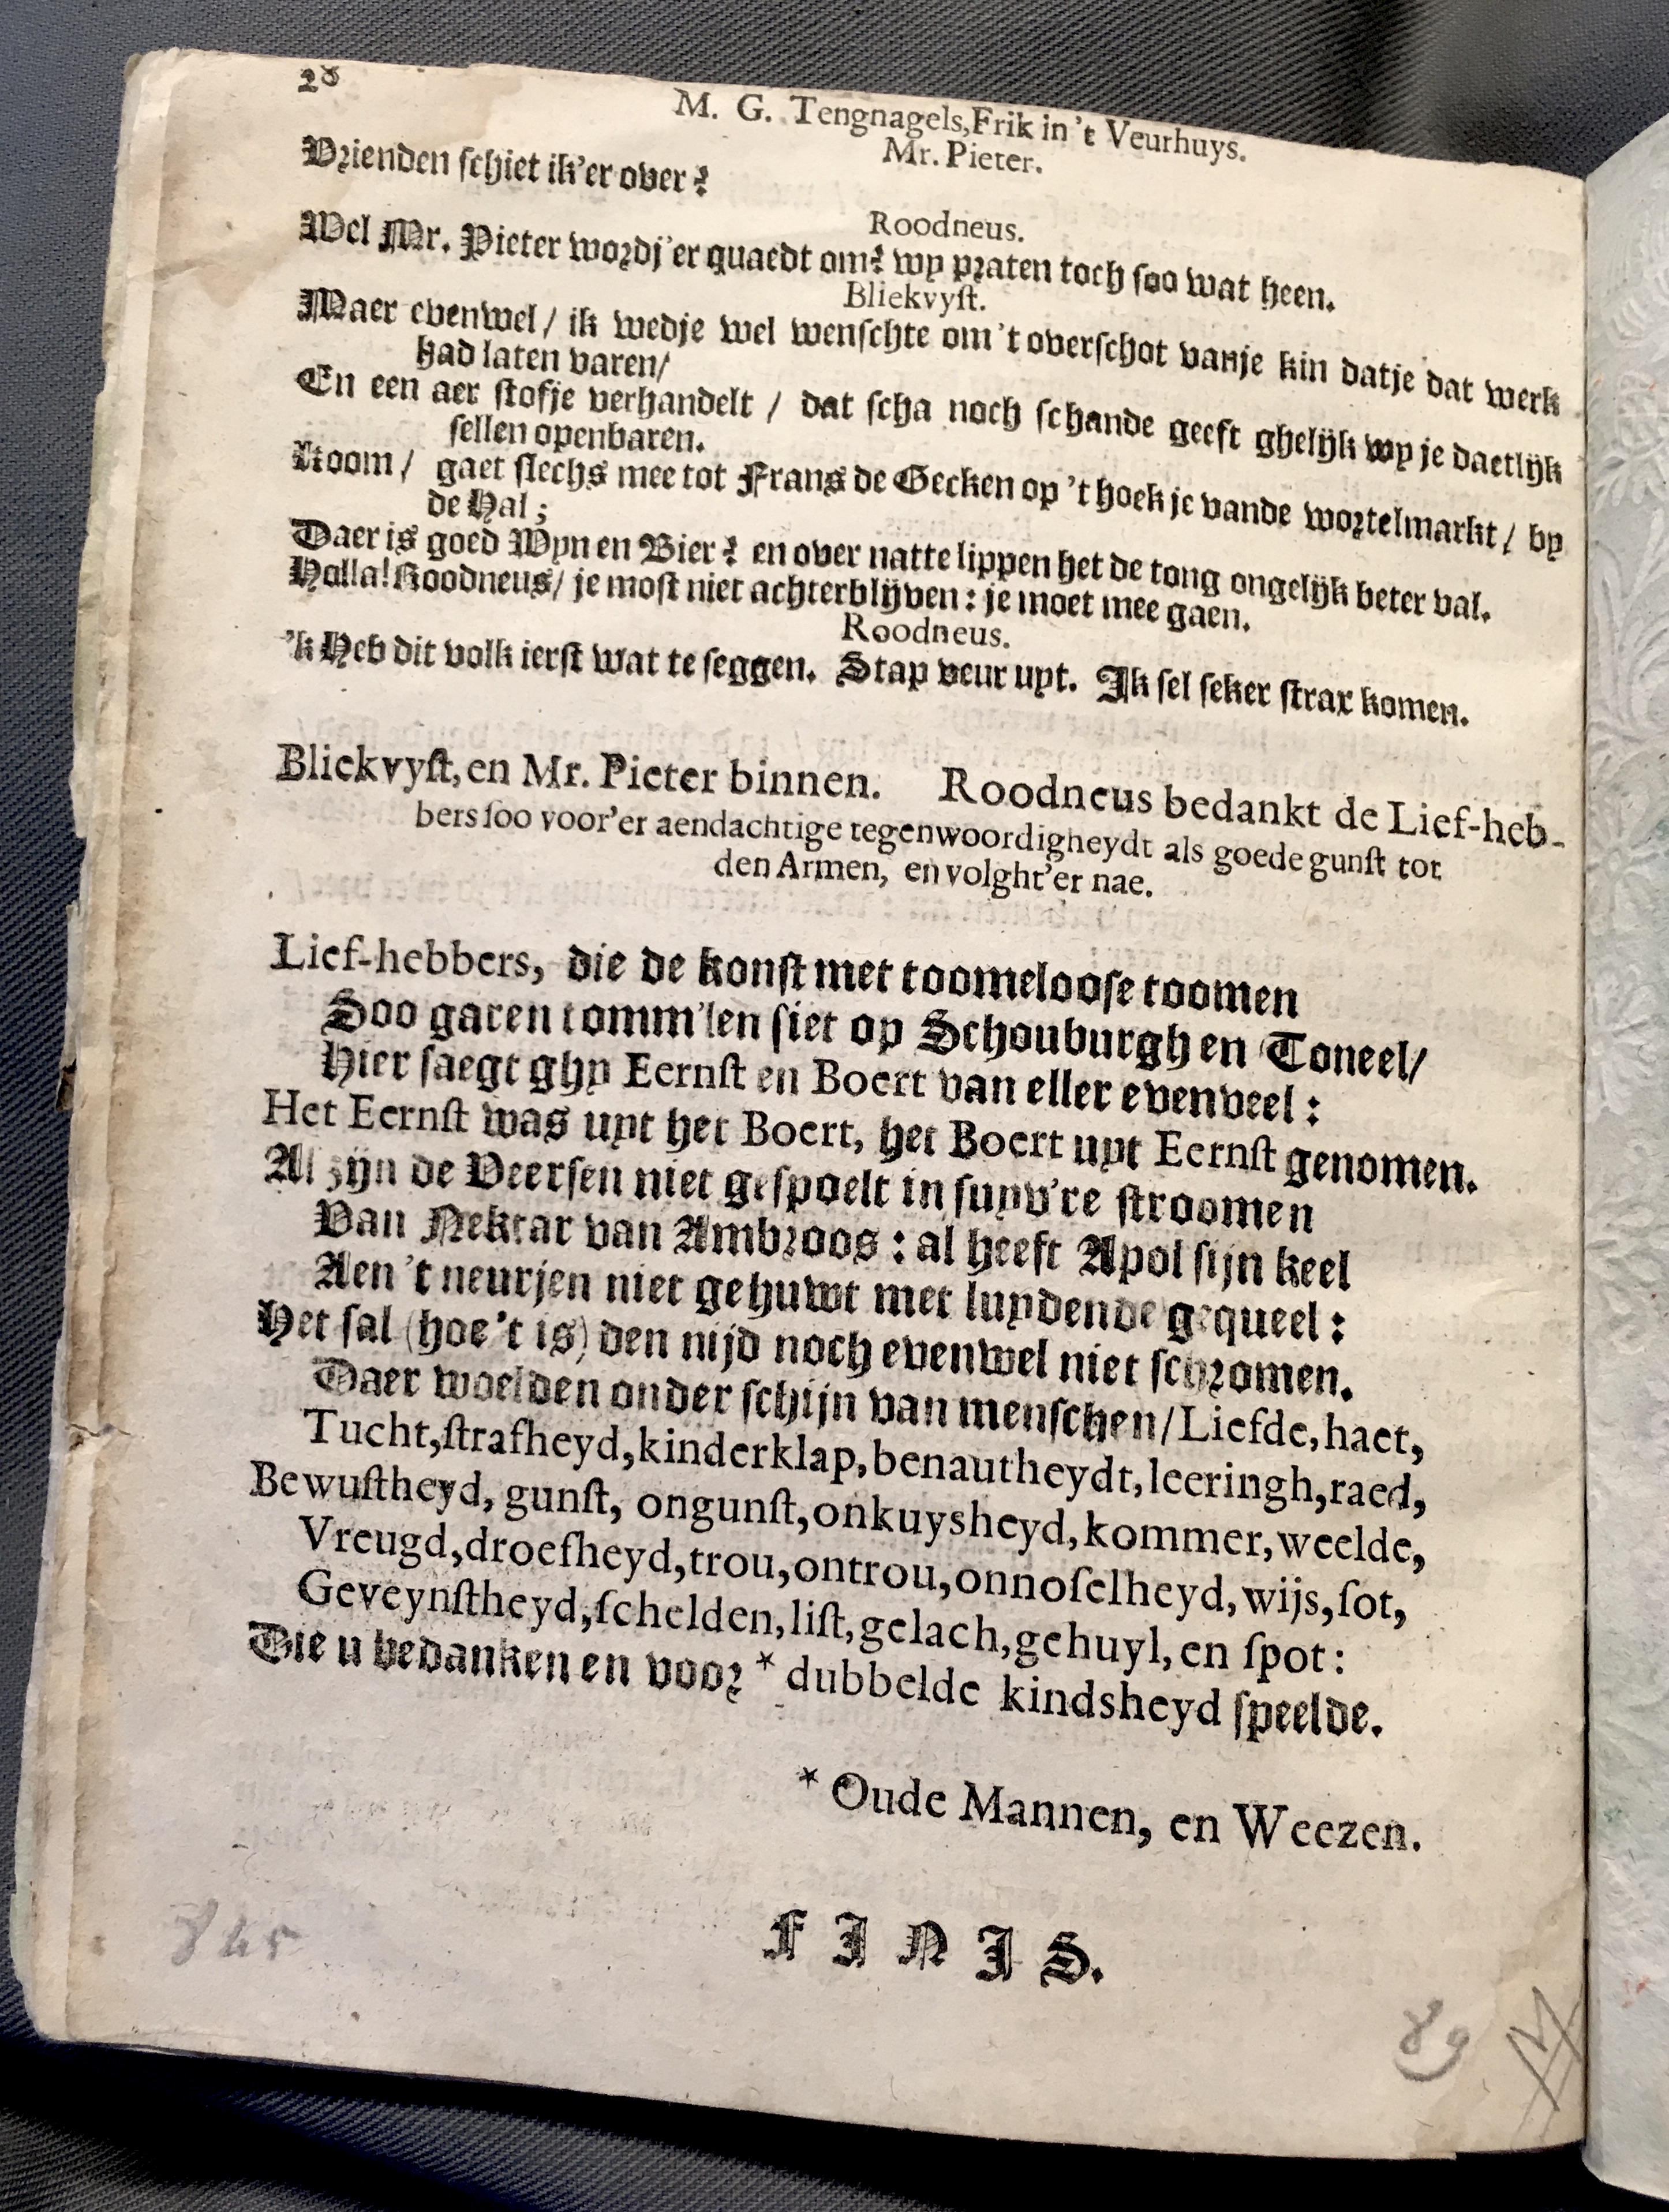 28
M. G. Tengnagels, Frik in 't Veurhuys.
Mr. Pieter.
Vrienden schiet ik'er over?
Roodneus.
Wel Mr. Pieter wordj'er quaedt om? wy praten toch soo wat heen.
Bliekvyst.
Maer evenwel / ik wedje wel wenschte om 't overschot vanje kin datje dat werk
had laten varen/
En een aer stofje verhandelt / dat scha noch schande geeft ghelijk wy je daetlijk
sellen openbaren.
Koom / gaet slechs mee tot Frans de Gecken op 't hoekje vande wortelmarkt / by
de Hal;
Daer is goed Wyn en Bier? en over natte lippen het de tong ongelijk beter val.
Holla! Roodneus/ je most niet achterblijven: je moet mee gaen.
Roodneus.
'k Heb dit volk ierst wat te seggen. Stap veur uyt. Ik sel seker strax komen.
Bliekvyst, en Mr. Pieter binnen. Roodneus bedankt de Lief-heb-
bers soo voor'er aendachtige tegenwoordigheydt als goede gunst tot
den Armen, en volght'er nae.
Lief-hebbers, die de konst met toomeloose toomen
Soo garen tomm'len siet op Schouburgh en Toneel/
Hier saegt ghy Eernst en Boert van eller evenveel:
Het Eernst was uyt het Boert, het Boert uyt Eernst genomen.
Al zijn de Veersen niet gespoelt in suyv're stroomen
Van Nektar van Ambroos: al heeft Apol sijn keel
Aen 't neurjen niet gehuwt met luydende gequeel:
Het sal (hoe 't is) den nijd noch evenwel niet schromen.
Daer woelden onder schijn van menschen/ Liefde, haet,
Tucht, strafheyd, kinderklap, benautheydt, leeringh, raed,
Bewustheyd, gunst, ongunst, onkuysheyd, kommer, weelde,
Vreugd, droefheyd, trou, ontrou, onnoselheyd, wijs, sot,
Geveynstheyd, schelden, list, gelach, gehuyl, en spot:
Die u bedanken en voor * dubbelde kindsheyd speelde.
* Oude Mannen, en Weezen.
FINIS.
89